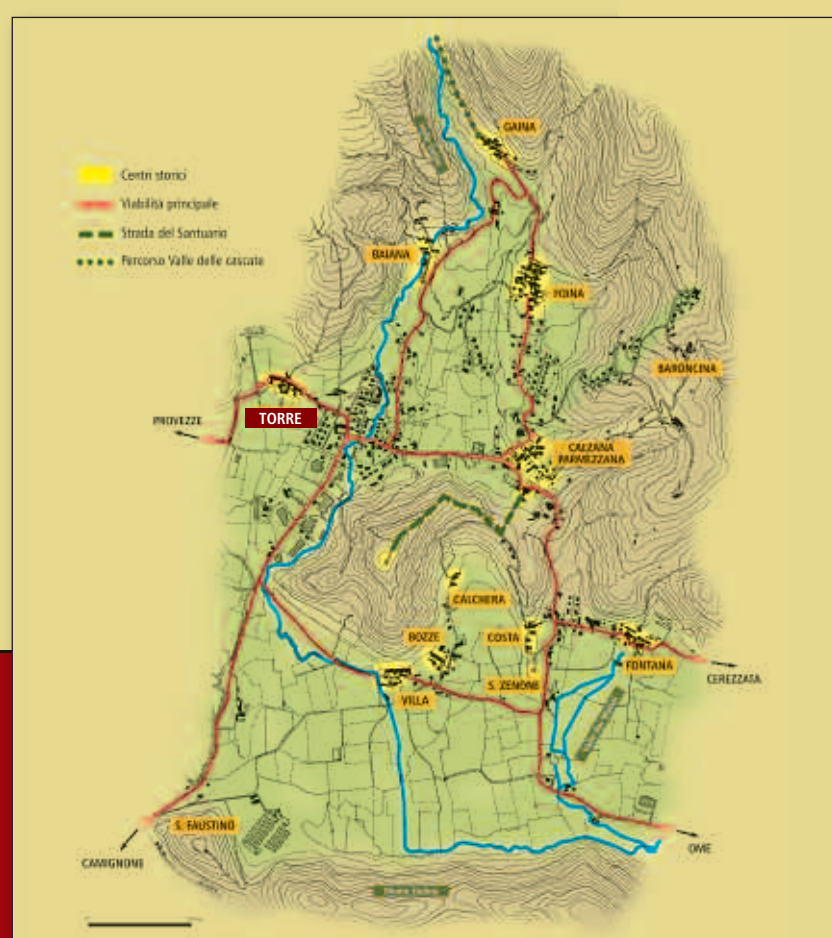 GAINA
Centri storici
Viabilità principale
Strada del Santuario
Percorso Valle delle cascate
BAIANA
FOINA
BARONCINA
PROVEZZE
TORRE
CALZANA
PARMEZZANA
CALCHERA
BOZZE
COSTA
FONTANA
S. ZENONE
CEREZZATA
VILLA
S. FAUSTINO
OME
CAMIGNONE